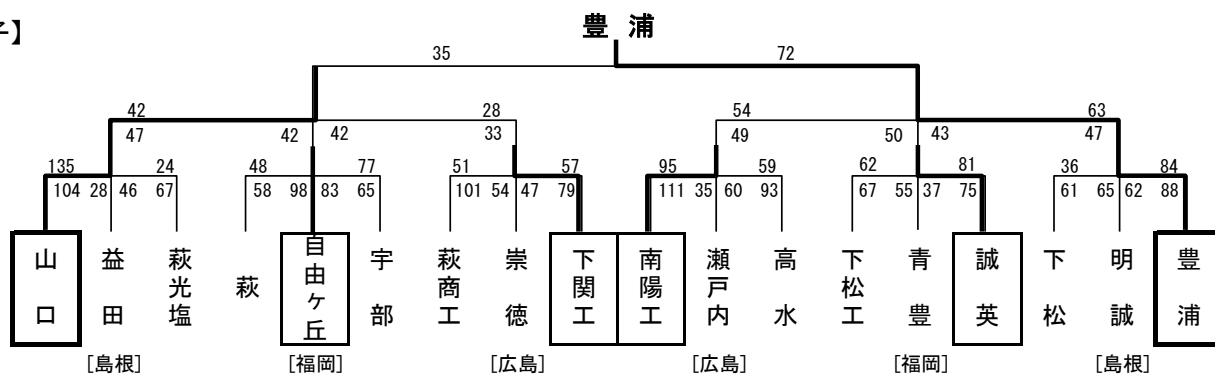 子】
豊浦
35 72
42 28 54 63
47 42 42 33 49 50 43 47
135 24 48 77 51 57 95 59 62 81 36 84
104 28 46 67 58 98 83 65 101 54 47 79 111 35 60 93 67 55 37 75 61 65 62 88
山口 益田 萩光塩 萩 自由ヶ丘 宇部 萩商工 崇徳 下関工 南陽工 瀬戸内 高水 下松工 青豊 誠英 下松 明誠 豊浦
[島根] [福岡] [広島] [広島] [福岡] [島根]